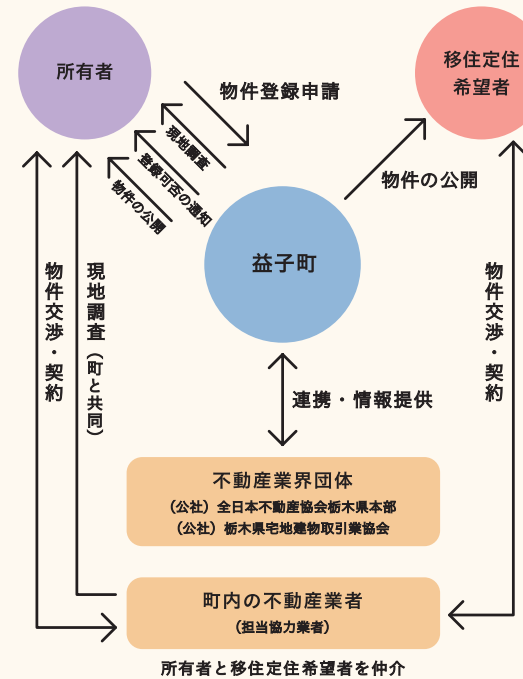 所有者
移住定住
希望者
物件登録申請
現地調査
登録可否の通知
物件の公開
物件の公開
益子町
物件交渉・契約
現地調査(町と共同)
物件交渉・契約
連携・情報提供
不動産業界団体
(公社)全日本不動産協会栃木県本部
(公社)栃木県宅地建物取引業協会
町内の不動産業者
(担当協力業者)
所有者と移住定住希望者を仲介